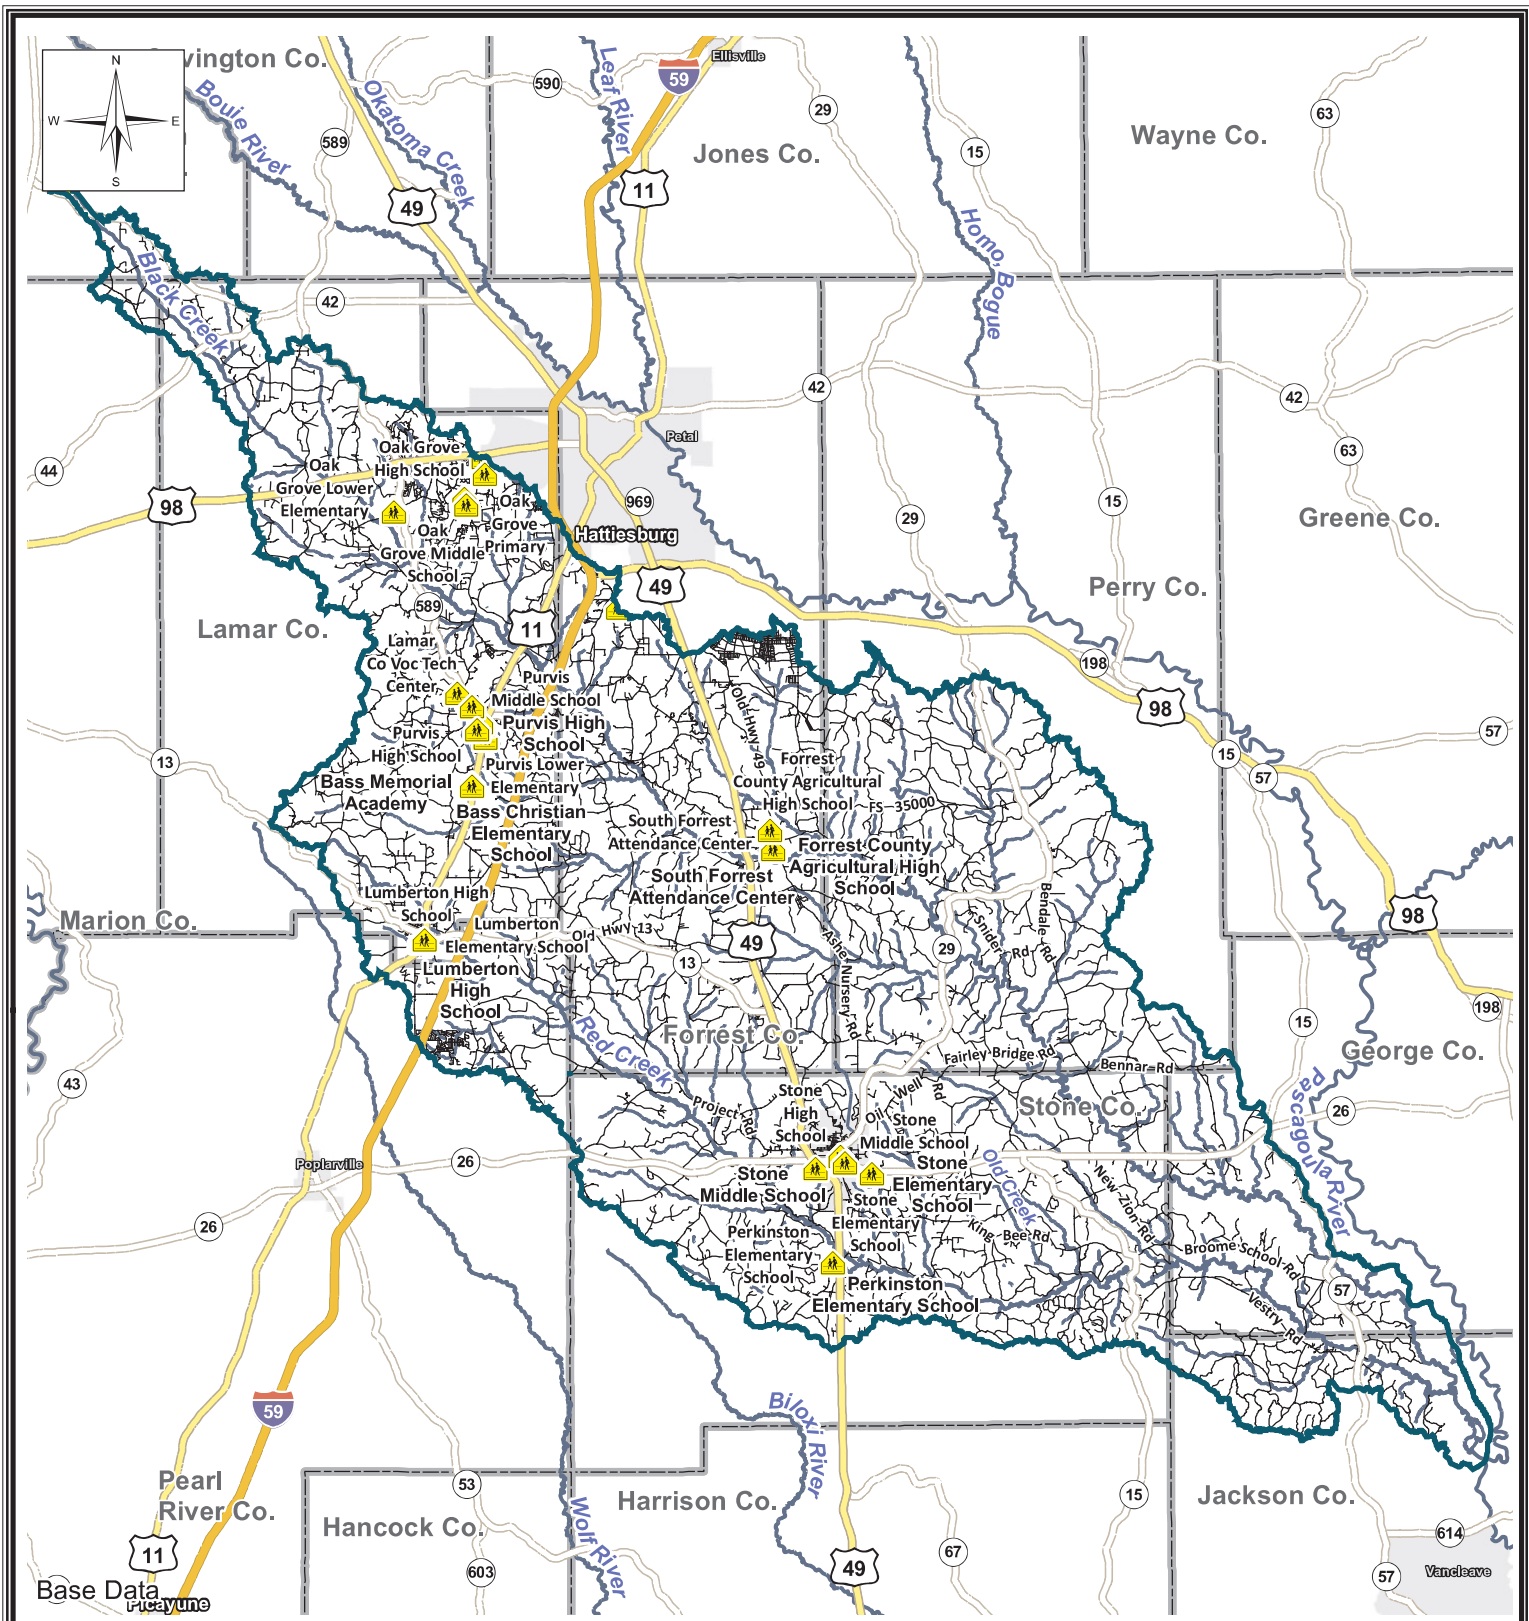 vington Co.
N
W
E
S
Bouie River
Okatoma Creek
Leaf River
59
Ellisville
590
589
29
63
Wayne Co.
Jones Co.
15
49
11
Homo, Bogue
Black Creek
42
42
42
Petal
44
98
Oak Grove
High School
Oak
Grove Lower
Elementary
Oak
Grove
Primary
Oak
Grove Middle
School
969
Hattiesburg
29
15
63
Greene Co.
49
Perry Co.
589
11
Lamar Co.
Lamar
Co Voc Tech
Center
198
98
Purvis
Middle School
Purvis High
School
Purvis
High School
Purvis Lower
Elementary
Bass Memorial
Academy
Bass Christian
Elementary
School
13
Old Hwy 49
57
15
57
Forrest
County Agricultural
High School
FS 35000
South Forrest
Attendance Center
Forrest County
Agricultural High
School
South Forrest
Attendance Center
Marion Co.
Lumberton High
School
Lumberton
Elementary School
Lumberton
High
School
Old Hwy 13
13
49
Ashe Nursery Rd
29
Snider Rd
Bendale Rd
98
198
15
George Co.
Red Creek
Forrest Co.
Fairley Bridge Rd
Bennar Rd
43
Project Rd
Stone
High
School
Oil Well Rd
Stone Co.
Stone
Middle School
26
Pascagoula River
Poplarville
26
26
Stone
Middle School
Stone
Elementary
School
Stone
Elementary
School
Old Creek
New Zion Rd
King Bee Rd
Broome School Rd
Perkinston
Elementary
School
Perkinston
Elementary School
57
Vestry Rd
59
Biloxi River
Pearl
River Co.
53
Harrison Co.
15
Jackson Co.
Hancock Co.
Wolf River
11
603
49
67
614
57
Vancleave
Base Data
Picayune